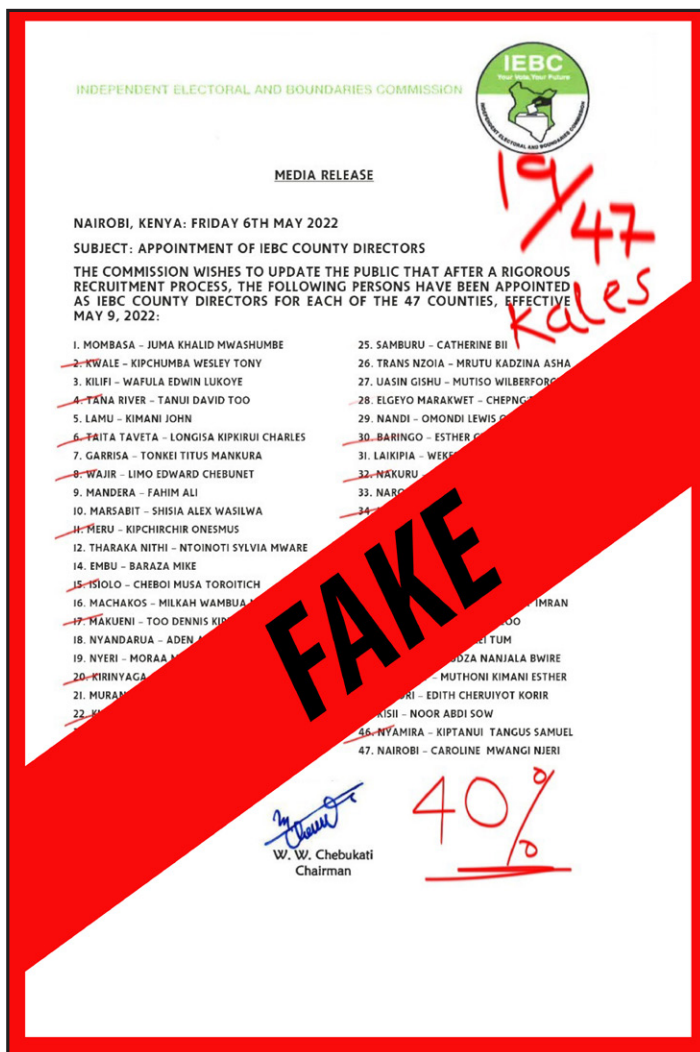 INDEPENDENT ELECTORAL AND BOUNDARIES COMMISSION
IEBC
Your Vote, Your Future
INDEPENDENT ELECTORAL AND BOUNDARIES COMMISSION
19/47
Kales
MEDIA RELEASE
NAIROBI, KENYA: FRIDAY 6TH MAY 2022
SUBJECT: APPOINTMENT OF IEBC COUNTY DIRECTORS
THE COMMISSION WISHES TO UPDATE THE PUBLIC THAT AFTER A RIGOROUS
RECRUITMENT PROCESS, THE FOLLOWING PERSONS HAVE BEEN APPOINTED
AS IEBC COUNTY DIRECTORS FOR EACH OF THE 47 COUNTIES, EFFECTIVE
MAY 9, 2022:
1. MOMBASA – JUMA KHALID MWASHUMBE
2. KWALE – KIPCHUMBA WESLEY TONY
3. KILIFI – WAFULA EDWIN LUKOYE
4. TANA RIVER – TANUI DAVID TOO
5. LAMU – KIMANI JOHN
6. TAITA TAVETA – LONGISA KIPKIRUI CHARLES
7. GARRISA – TONKEI TITUS MANKURA
8. WAJIR – LIMO EDWARD CHEBUNET
9. MANDERA – FAHIM ALI
10. MARSABIT – SHISIA ALEX WASILWA
11. MERU – KIPCHIRCHIR ONESMUS
12. THARAKA NITHI – NTOINOTI SYLVIA MWARE
14. EMBU – BARAZA MIKE
15. ISIOLO – CHEBOI MUSA TOROITICH
16. MACHAKOS – MILKAH WAMBUA
17. MAKUENI – TOO DENNIS
18. NYANDARUA – ADEN
19. NYERI – MORAA
20. KIRINYAGA
21.
22.
25. SAMBURU – CATHERINE BII
26. TRANS NZOIA – MRUTU KADZINA ASHA
27. UASIN GISHU – MUTISO
28. ELGEYO MARAKWET –
29. NANDI – OMONDI LEWIS
30. BARINGO – ESTHER
31. LAIKIPIA –
32. NAKURU –
33.
34.
IMRAN
TUM
NANJALA BWIRE
– MUTHONI KIMANI ESTHER
– EDITH CHERUIYOT KORIR
KISII – NOOR ABDI SOW
46. NYAMIRA – KIPTANUI TANGUS SAMUEL
47. NAIROBI – CAROLINE MWANGI NJERI
FAKE
W. W. Chebukati
Chairman
40%